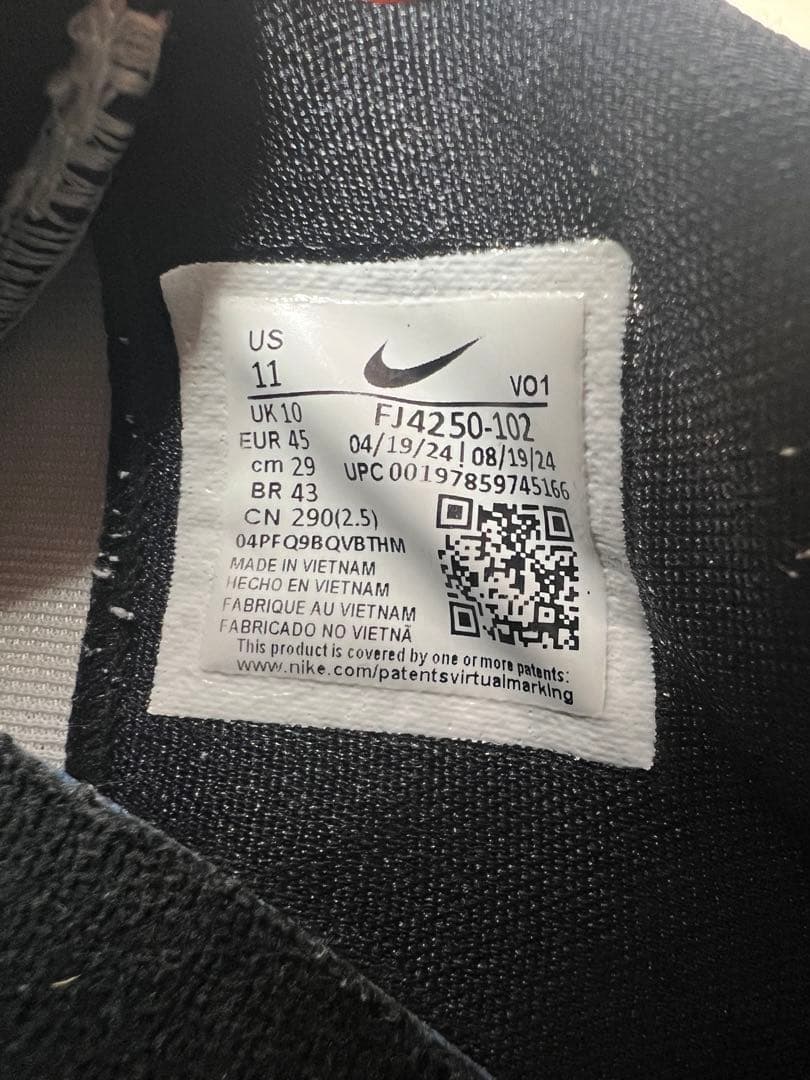 US
11
VO1
UK 10
FJ4250-102
EUR 45
04/19/24 | 08/19/24
cm 29
UPC 00197859745166
BR 43
CN 290(2.5)
04PFQ9BQVBTHM
MADE IN VIETNAM
HECHO EN VIETNAM
FABRIQUE AU VIETNAM
FABRICADO NO VIETNÃ
This product is covered by one or more patents:
www.nike.com/patentsvirtualmarking